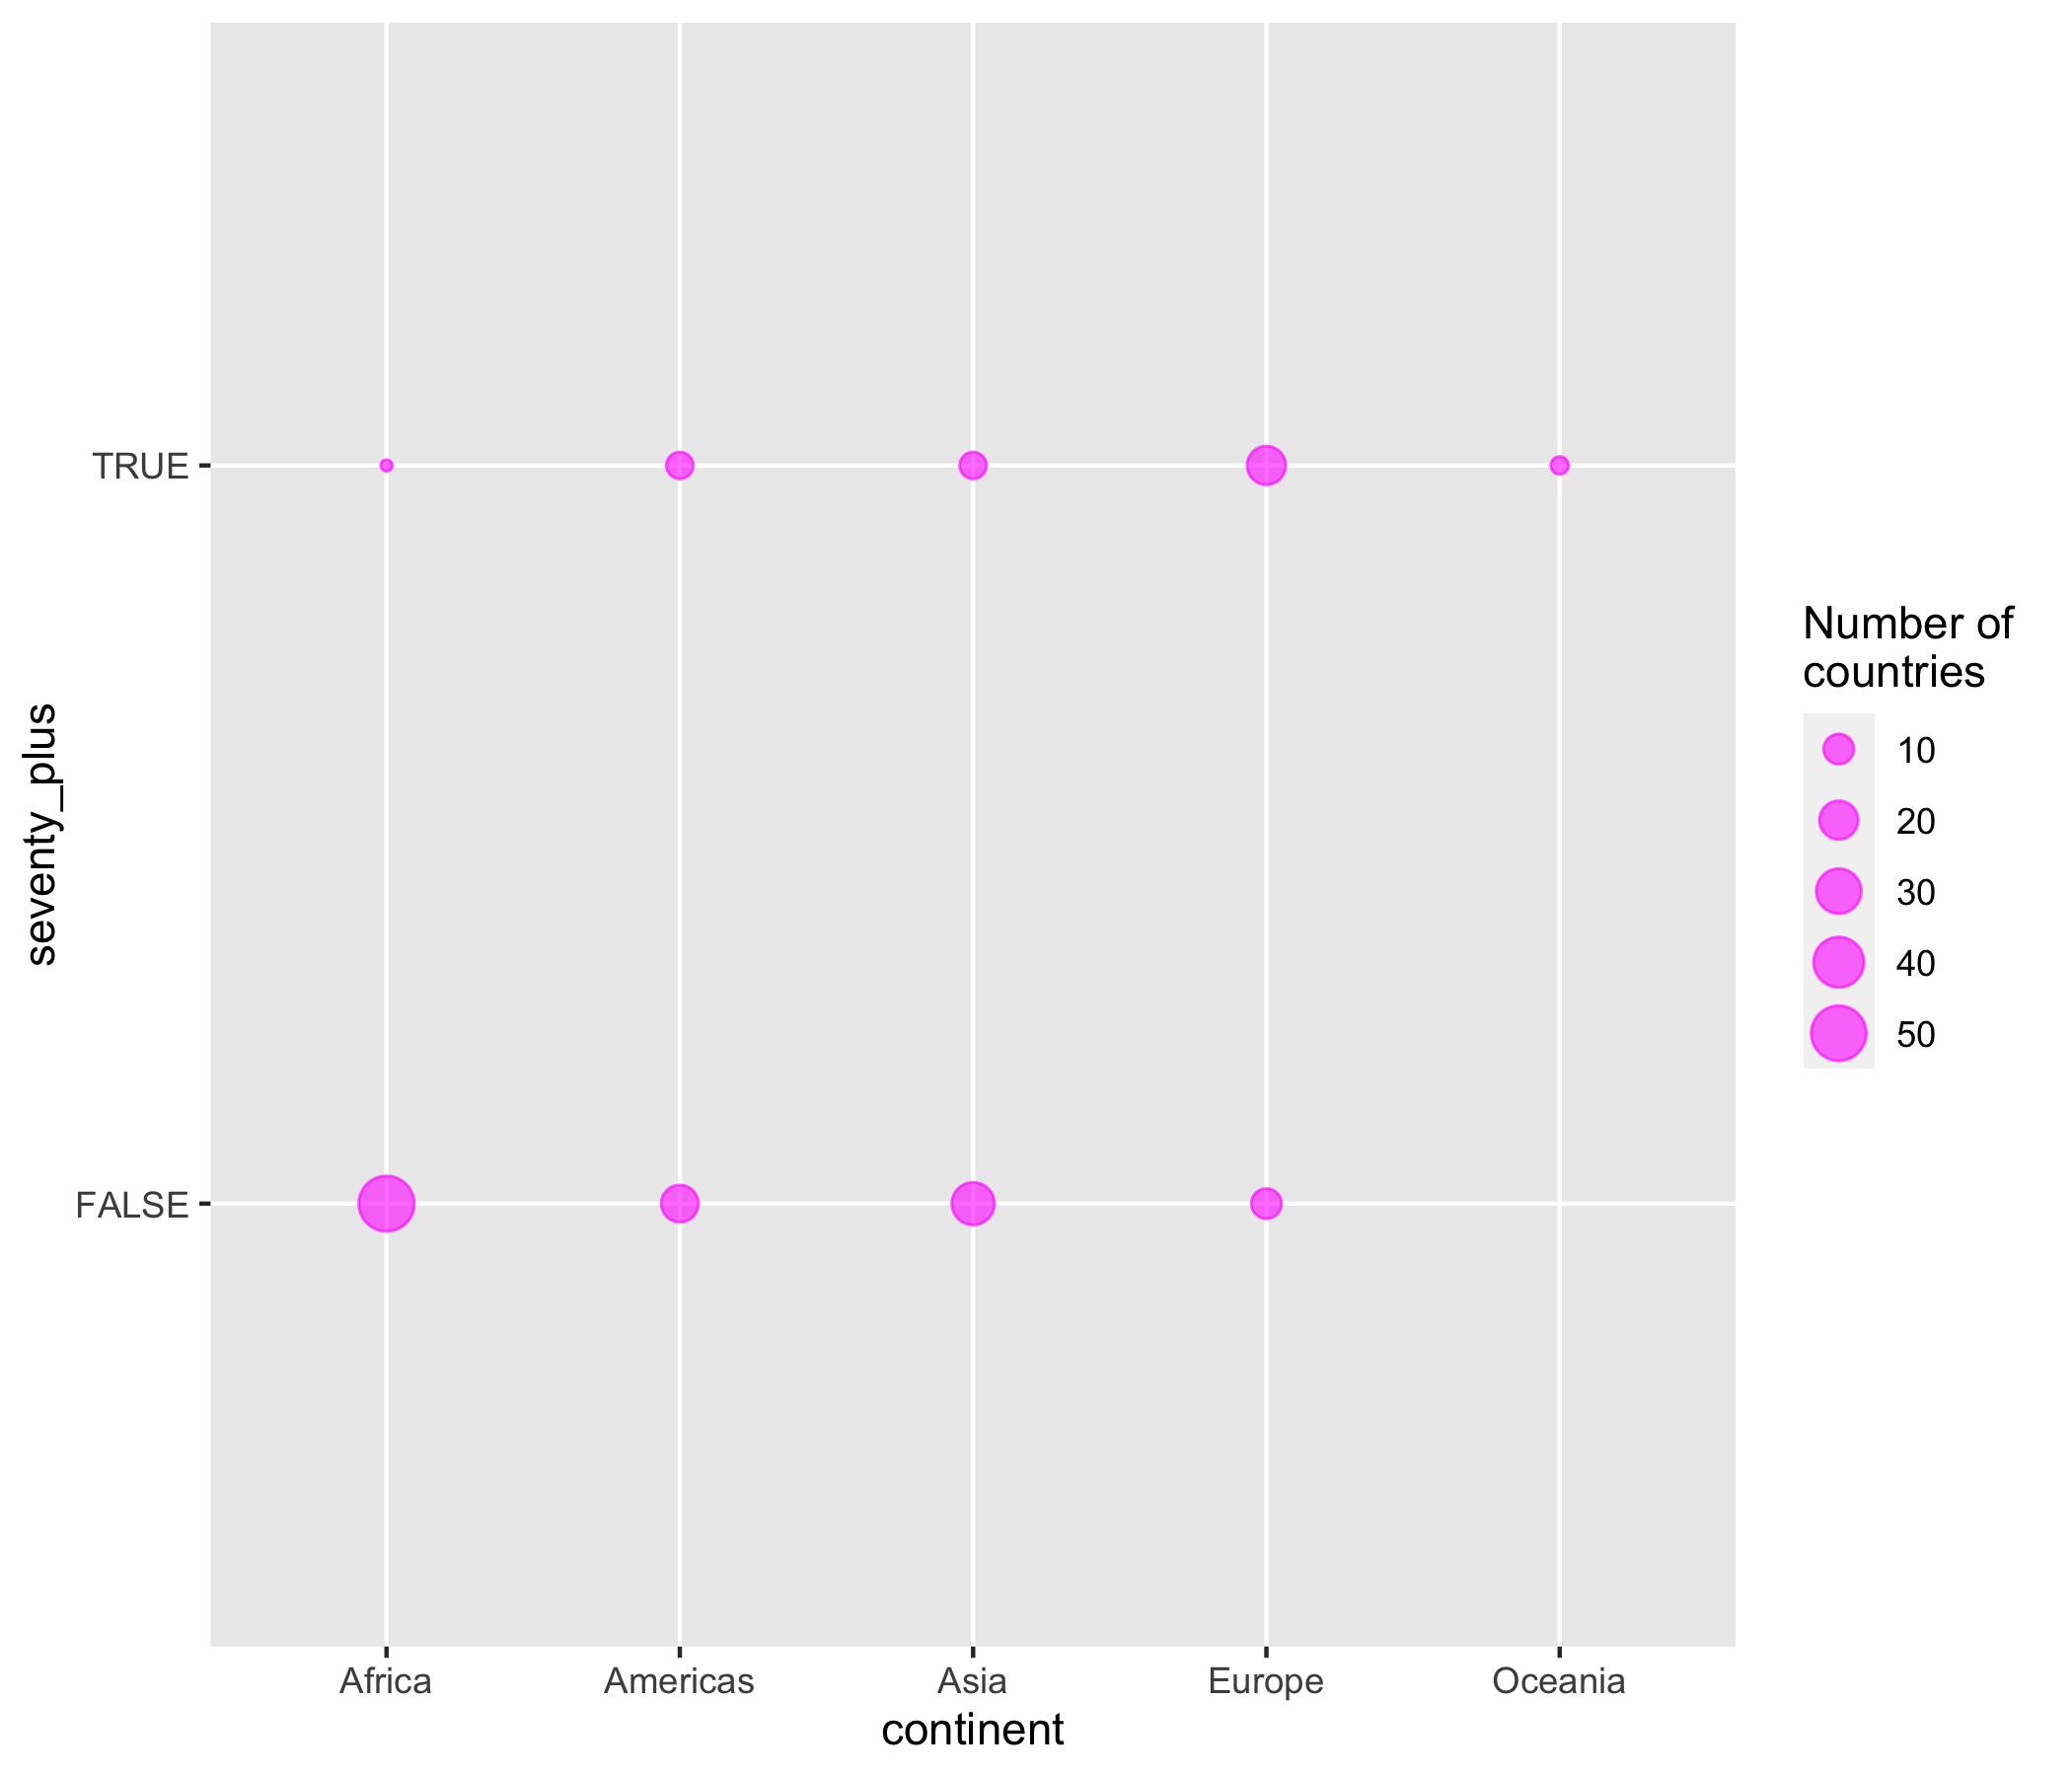 seventy_plus
TRUE
FALSE
Africa
Americas
Asia
Europe
Oceania
continent
Number of
countries
10
20
30
40
50